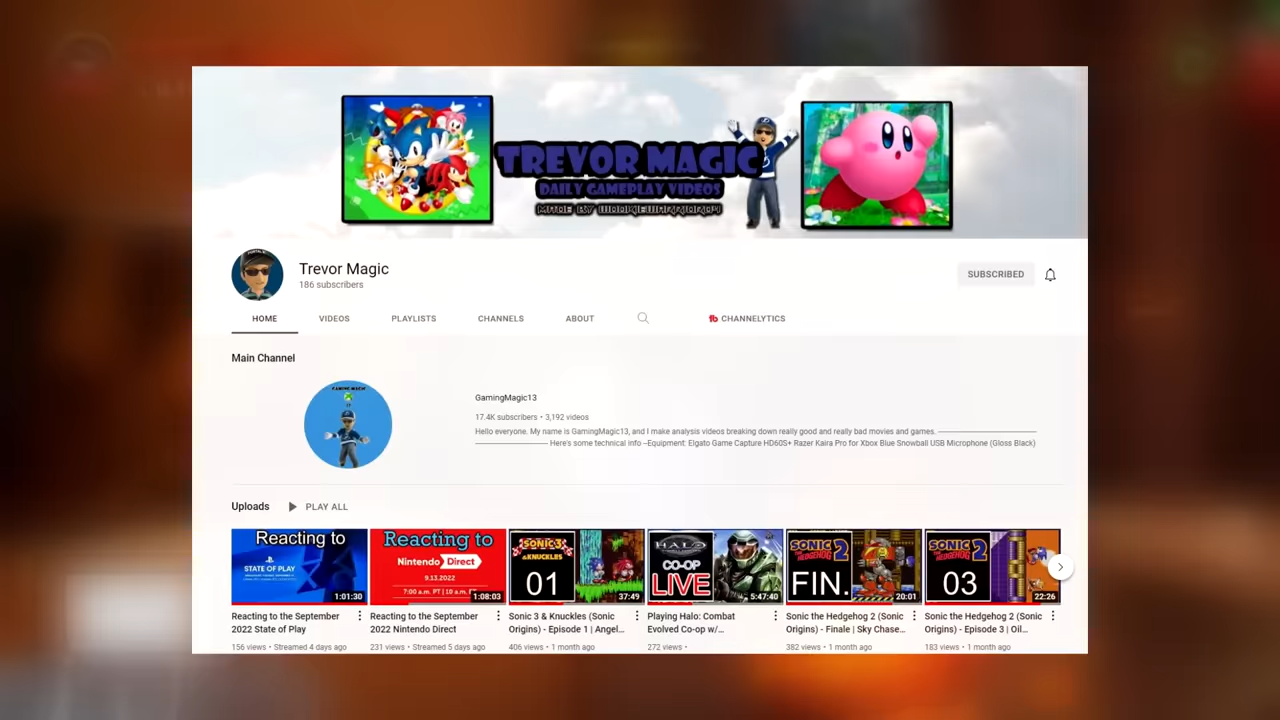 TREVOR MAGIC
DAILY GAMEPLAY VIDEOS
Trevor Magic
186 subscribers
SUBSCRIBED
HOME VIDEOS PLAYLISTS CHANNELS ABOUT CHANNELYTICS
Main Channel
GAMING MAGIC
GamingMagic13
17.4K subscribers • 3,192 videos
Hello everyone. My name is GamingMagic13, and I make analysis videos breaking down really good and really bad movies and games. ————————————
————————— Here's some technical info --Equipment: Elgato Game Capture HD60S+ Razer Kaira Pro for Xbox Blue Snowball USB Microphone (Gloss Black)
Uploads PLAY ALL
Reacting to
STATE OF PLAY
1:01:30
Reacting to the September
2022 State of Play
156 views • Streamed 4 days ago
Reacting to
Nintendo Direct
9.13.2022
7:00 a.m. PT | 10 a.m.
1:08:03
Reacting to the September
2022 Nintendo Direct
231 views • Streamed 5 days ago
SONIC 3
& KNUCKLES
01
37:49
Sonic 3 & Knuckles (Sonic
Origins) - Episode 1 | Angel...
406 views • 1 month ago
HALO
CO-OP
LIVE
5:47:40
Playing Halo: Combat
Evolved Co-op w/...
272 views •
SONIC 2
THE HEDGEHOG
FIN.
20:01
Sonic the Hedgehog 2 (Sonic
Origins) - Finale | Sky Chase...
382 views • 1 month ago
SONIC 2
THE HEDGEHOG
03
22:26
Sonic the Hedgehog 2 (Sonic
Origins) - Episode 3 | Oil...
183 views • 1 month ago